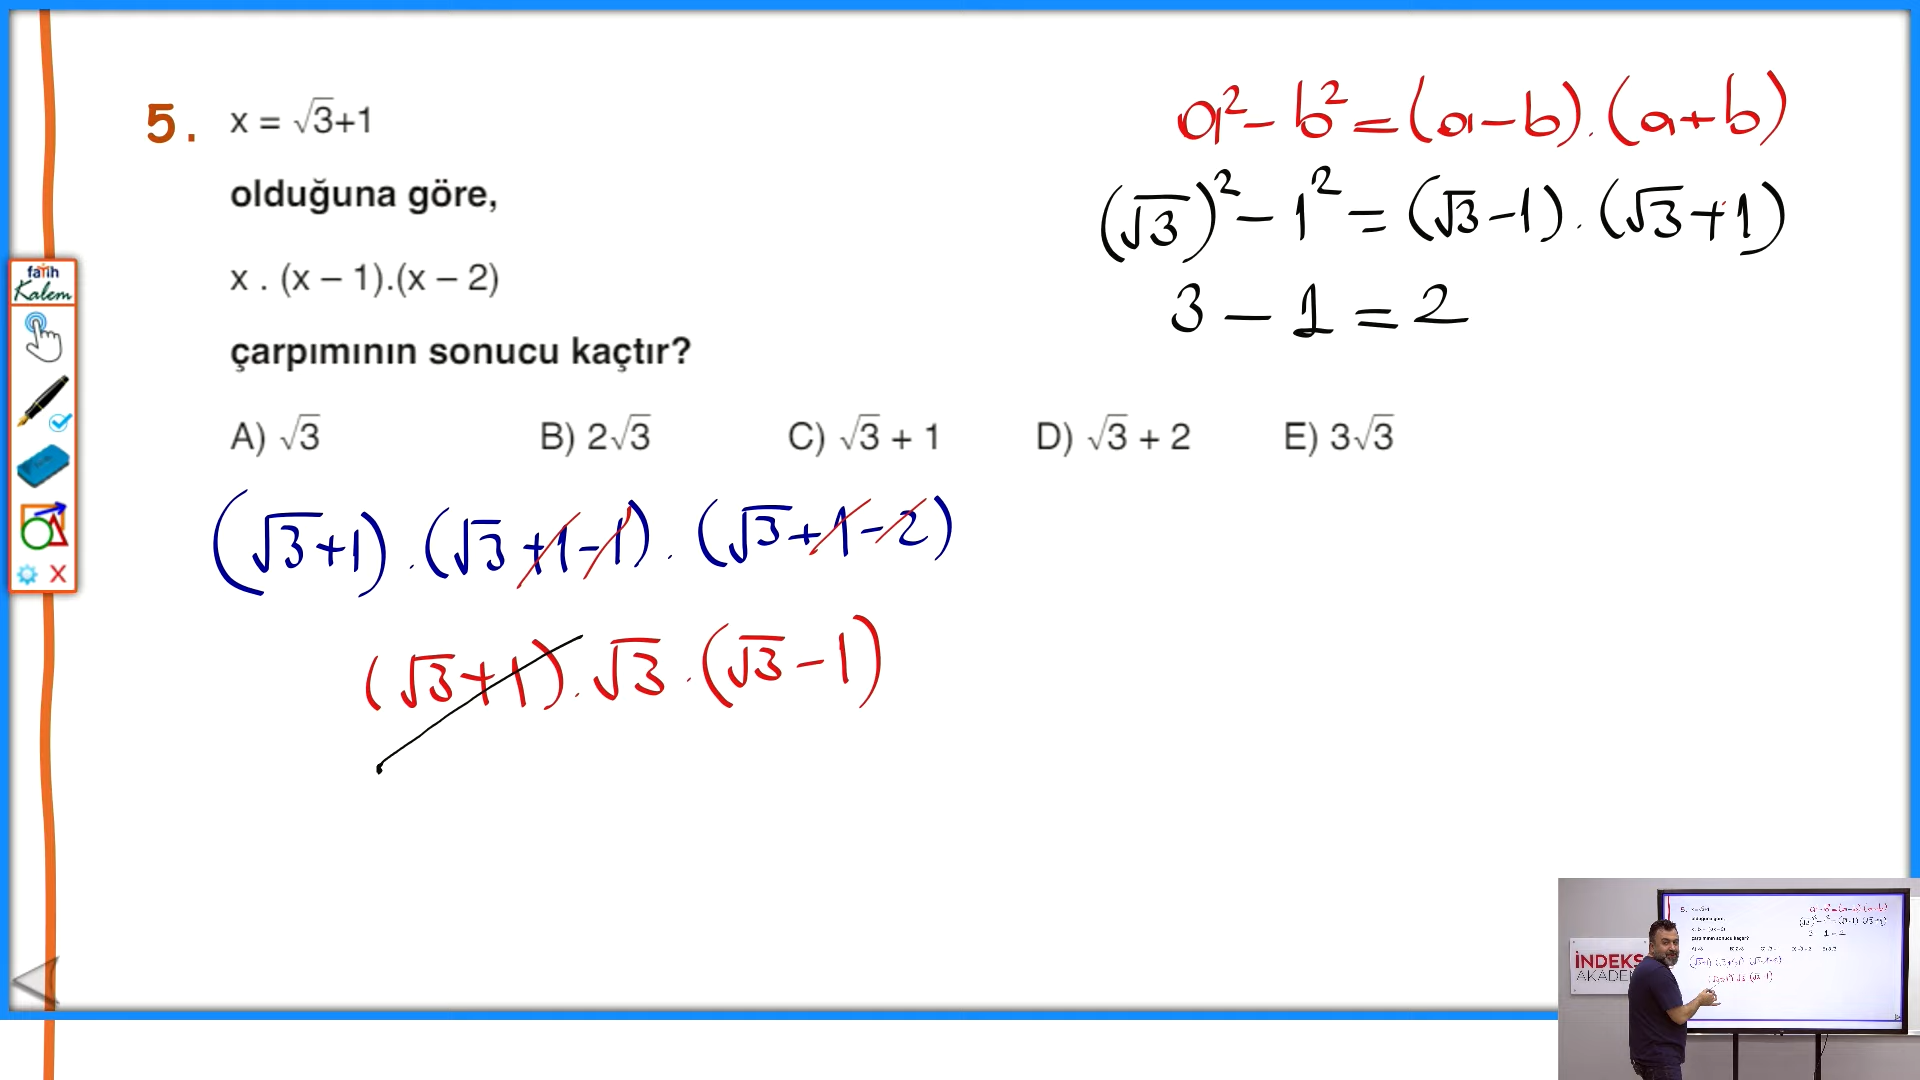 5. x = √3+1
olduğuna göre,
x . (x – 1).(x – 2)
çarpımının sonucu kaçtır?
A) √3 B) 2√3 C) √3 + 1 D) √3 + 2 E) 3√3
(√3+1).(√3+1-1).(√3+1-2)
(√3+1).√3.(√3-1)
a²-b²=(a-b).(a+b)
(√3)²-1²=(√3-1).(√3+1)
3-1=2
fatih
Kalem
İNDEKS